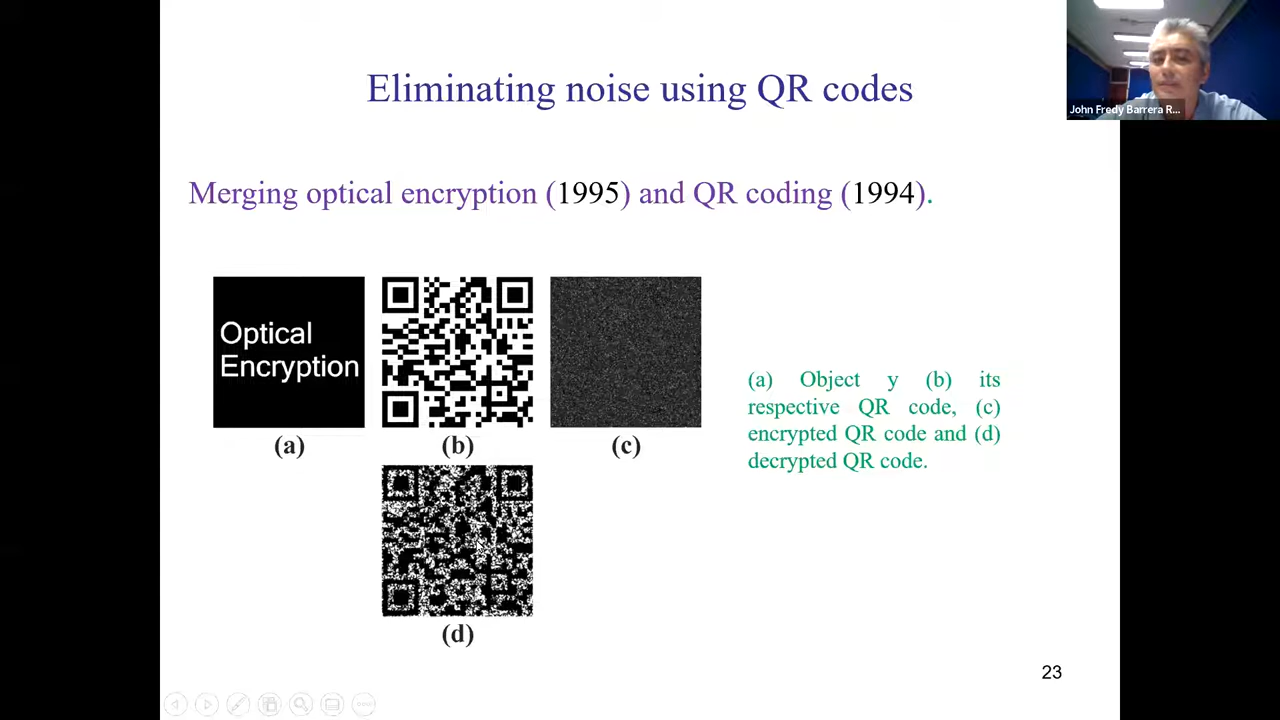 Eliminating noise using QR codes
John Fredy Barrera R...
Merging optical encryption (1995) and QR coding (1994).
Optical
Encryption
(a)
(b)
(c)
(a) Object y (b) its
respective QR code, (c)
encrypted QR code and (d)
decrypted QR code.
(d)
23